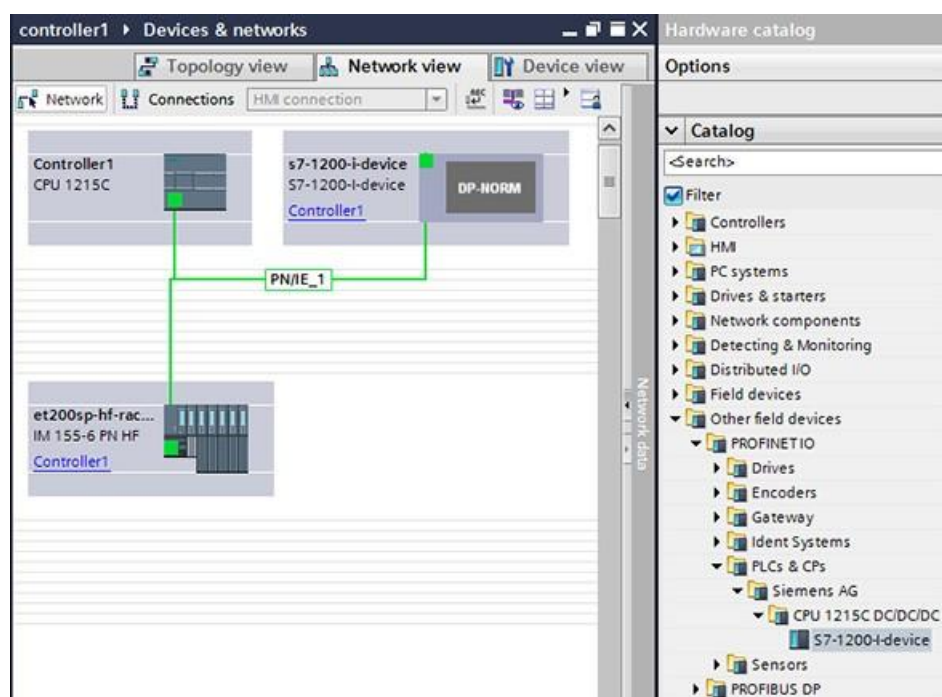 controller1 ▸ Devices & networks
Topology view
Network view
Device view
Network
Connections
HMI connection
Controller1
CPU 1215C
s7-1200-i-device
S7-1200-I-device
Controller1
DP-NORM
PN/IE_1
et200sp-hf-rac...
IM 155-6 PN HF
Controller1
Network data
Hardware catalog
Options
Catalog
<Search>
Filter
Controllers
HMI
PC systems
Drives & starters
Network components
Detecting & Monitoring
Distributed I/O
Field devices
Other field devices
PROFINET IO
Drives
Encoders
Gateway
Ident Systems
PLCs & CPs
Siemens AG
CPU 1215C DC/DC/DC
S7-1200-I-device
Sensors
PROFIBUS DP